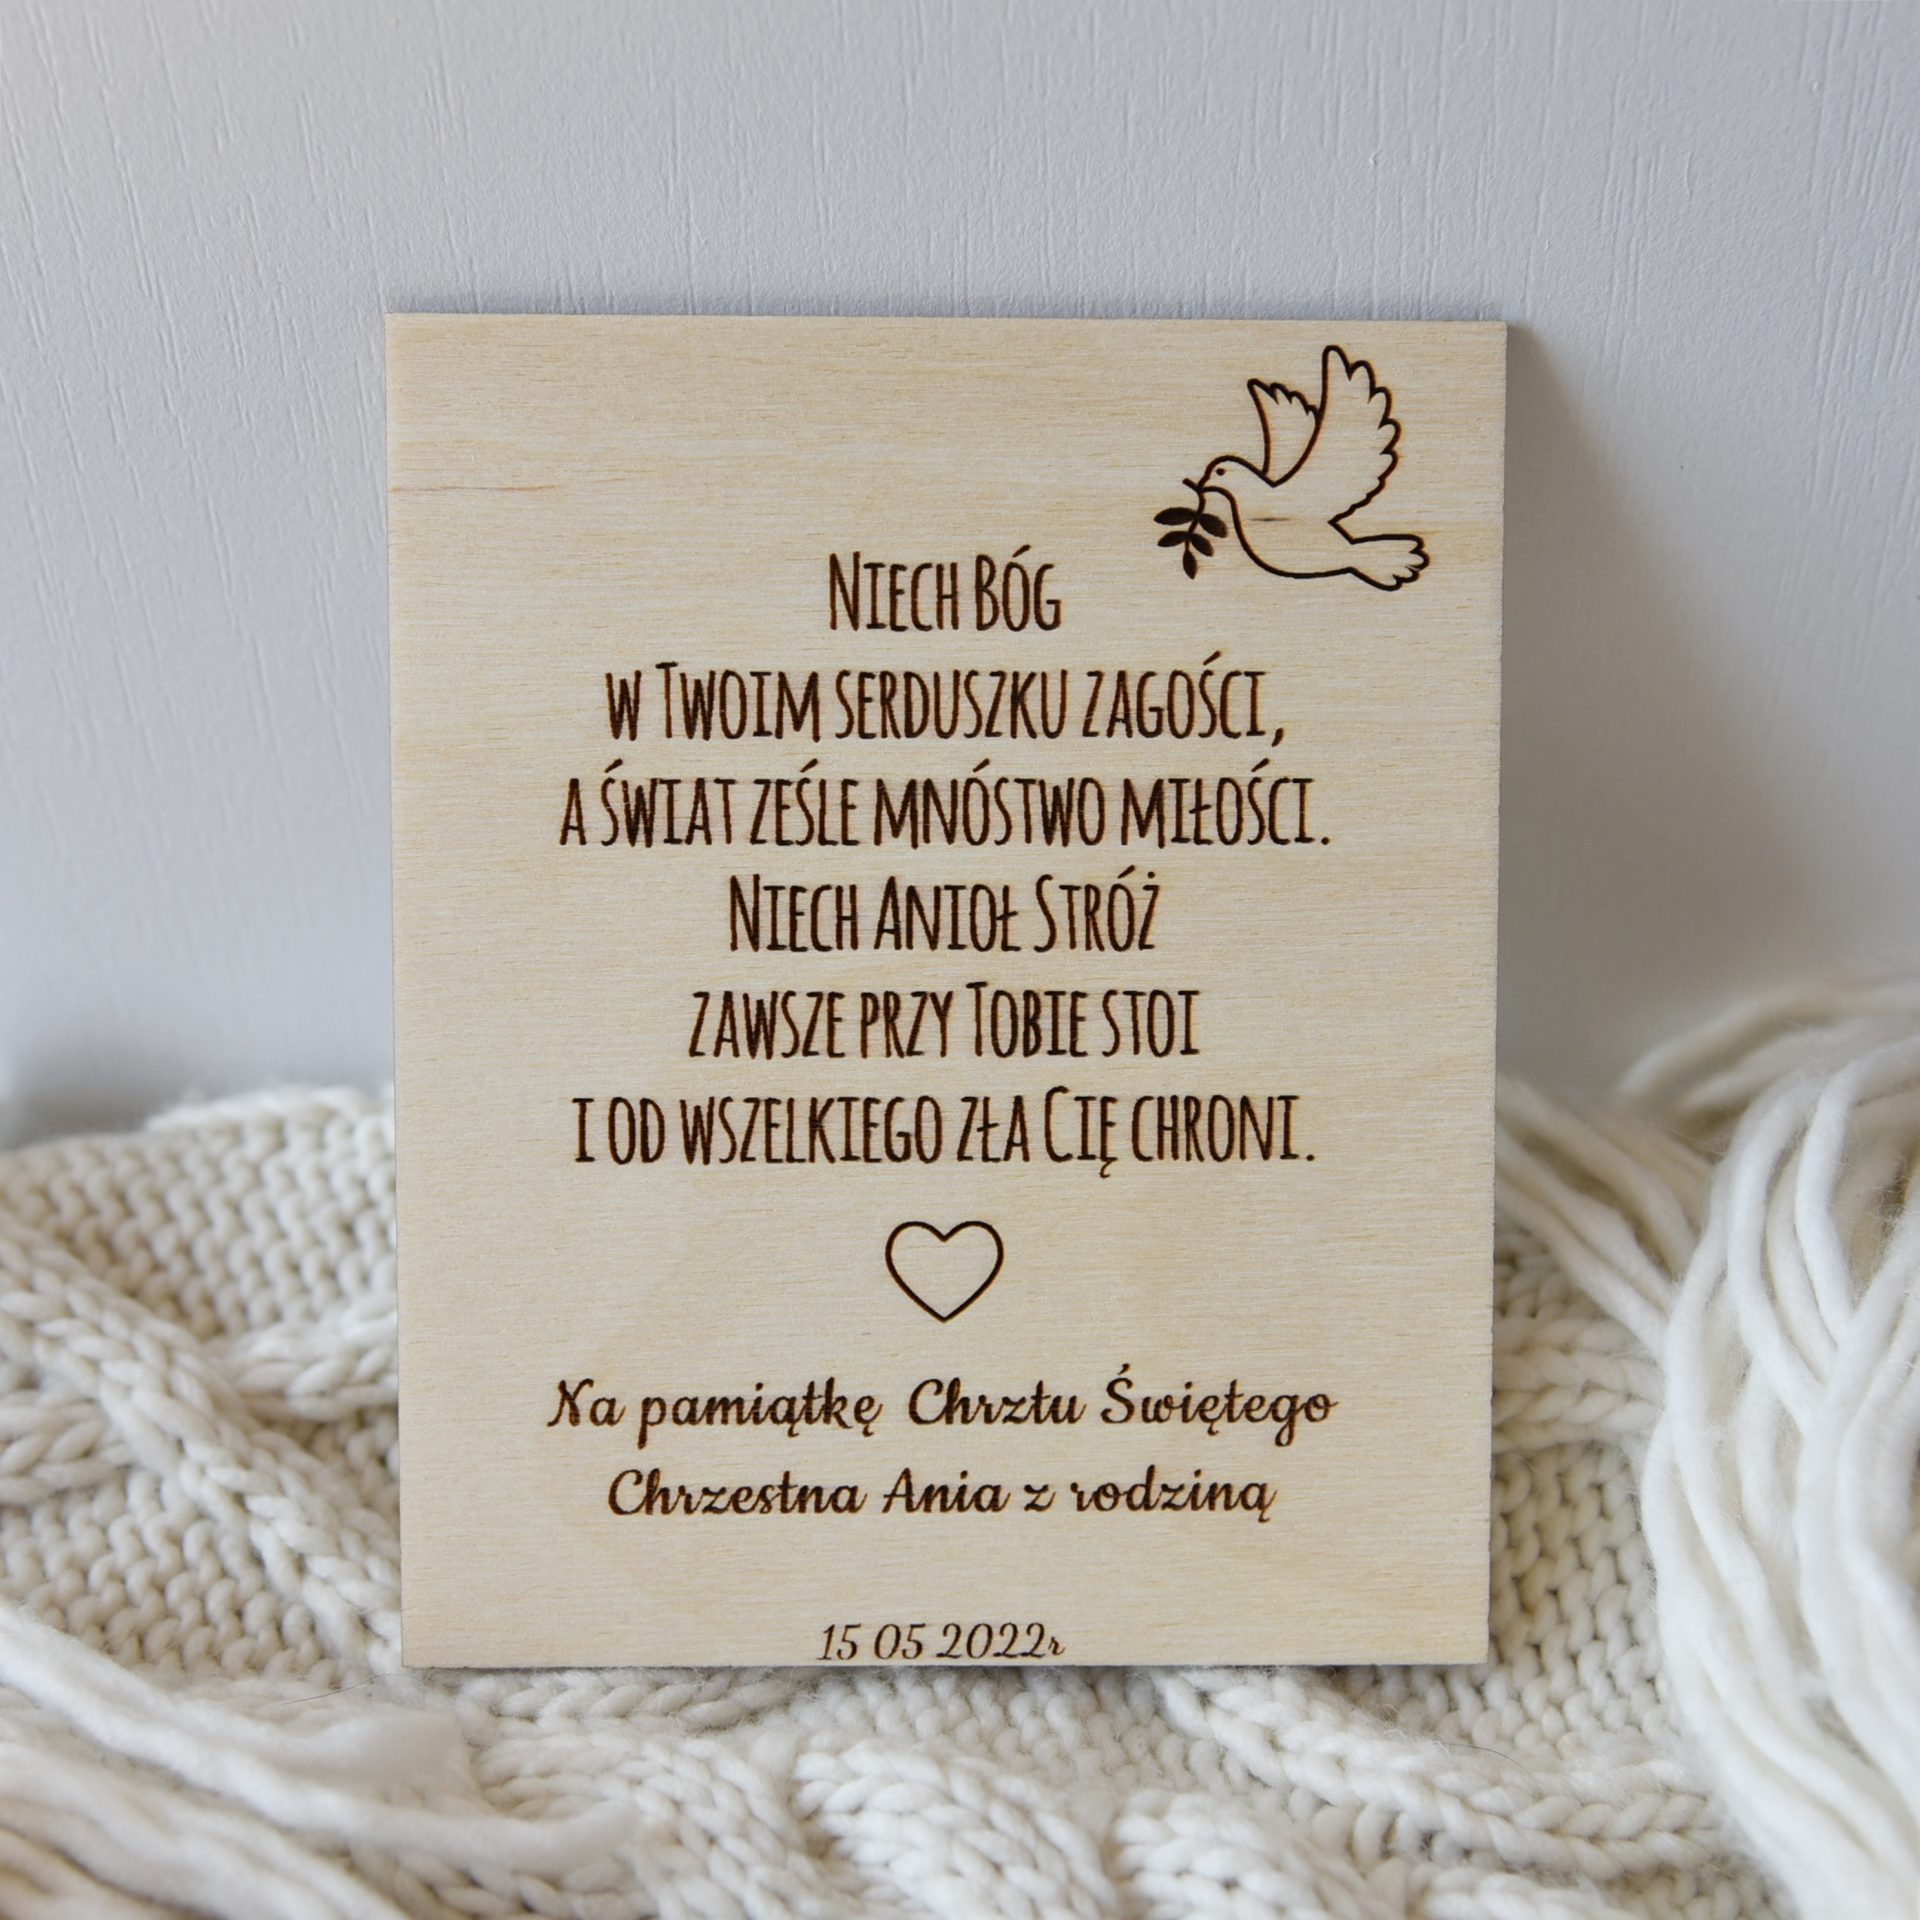 Niech Bóg
w Twoim serduszku zagości,
a świat ześle mnóstwo miłości.
Niech Anioł Stróż
zawsze przy Tobie stoi
i od wszelkiego zła Cię chroni.
Na pamiątkę Chrztu Świętego
Chrzestna Ania z rodziną
15 05 2022r